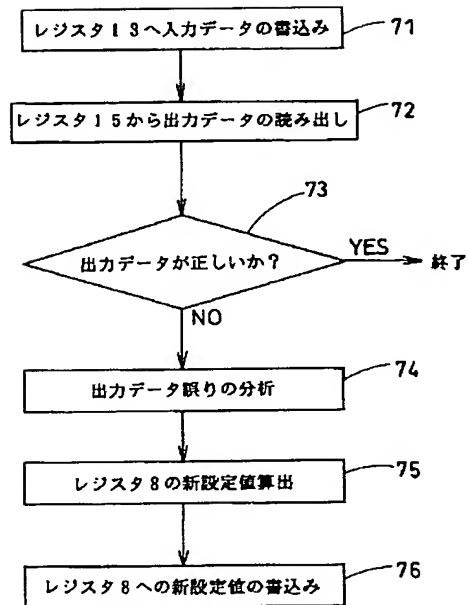 レジスタ13へ入力データの書込み
71
レジスタ15から出力データの読み出し
72
73
出力データが正しいか?
YES
終了
NO
出力データ誤りの分析
74
レジスタ8の新設定値算出
75
レジスタ8への新設定値の書込み
76